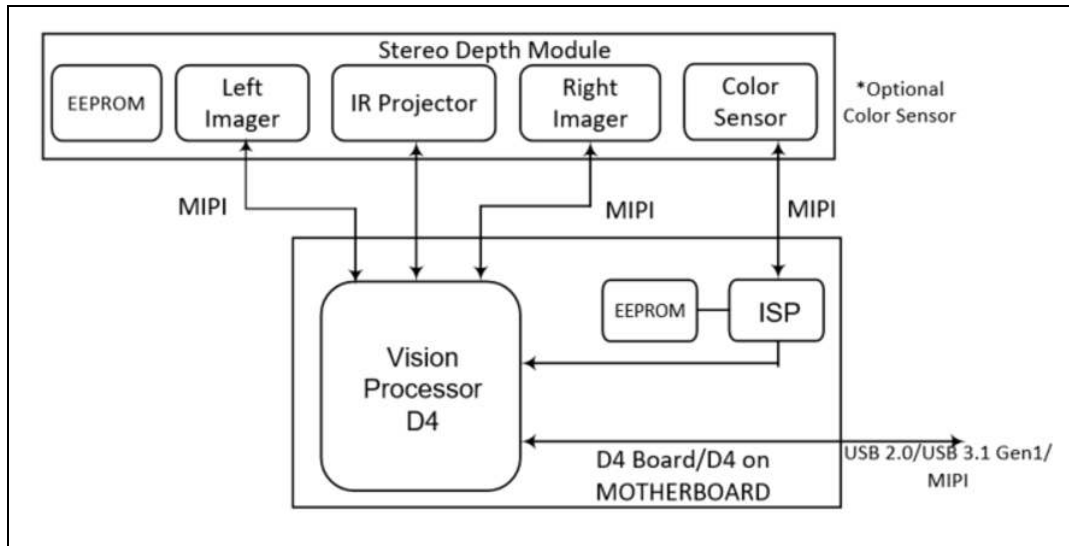 Stereo Depth Module
EEPROM
Left
Imager
IR Projector
Right
Imager
Color
Sensor
*Optional
Color Sensor
MIPI
MIPI
MIPI
EEPROM
ISP
Vision
Processor
D4
D4 Board/D4 on
MOTHERBOARD
USB 2.0/USB 3.1 Gen1/
MIPI